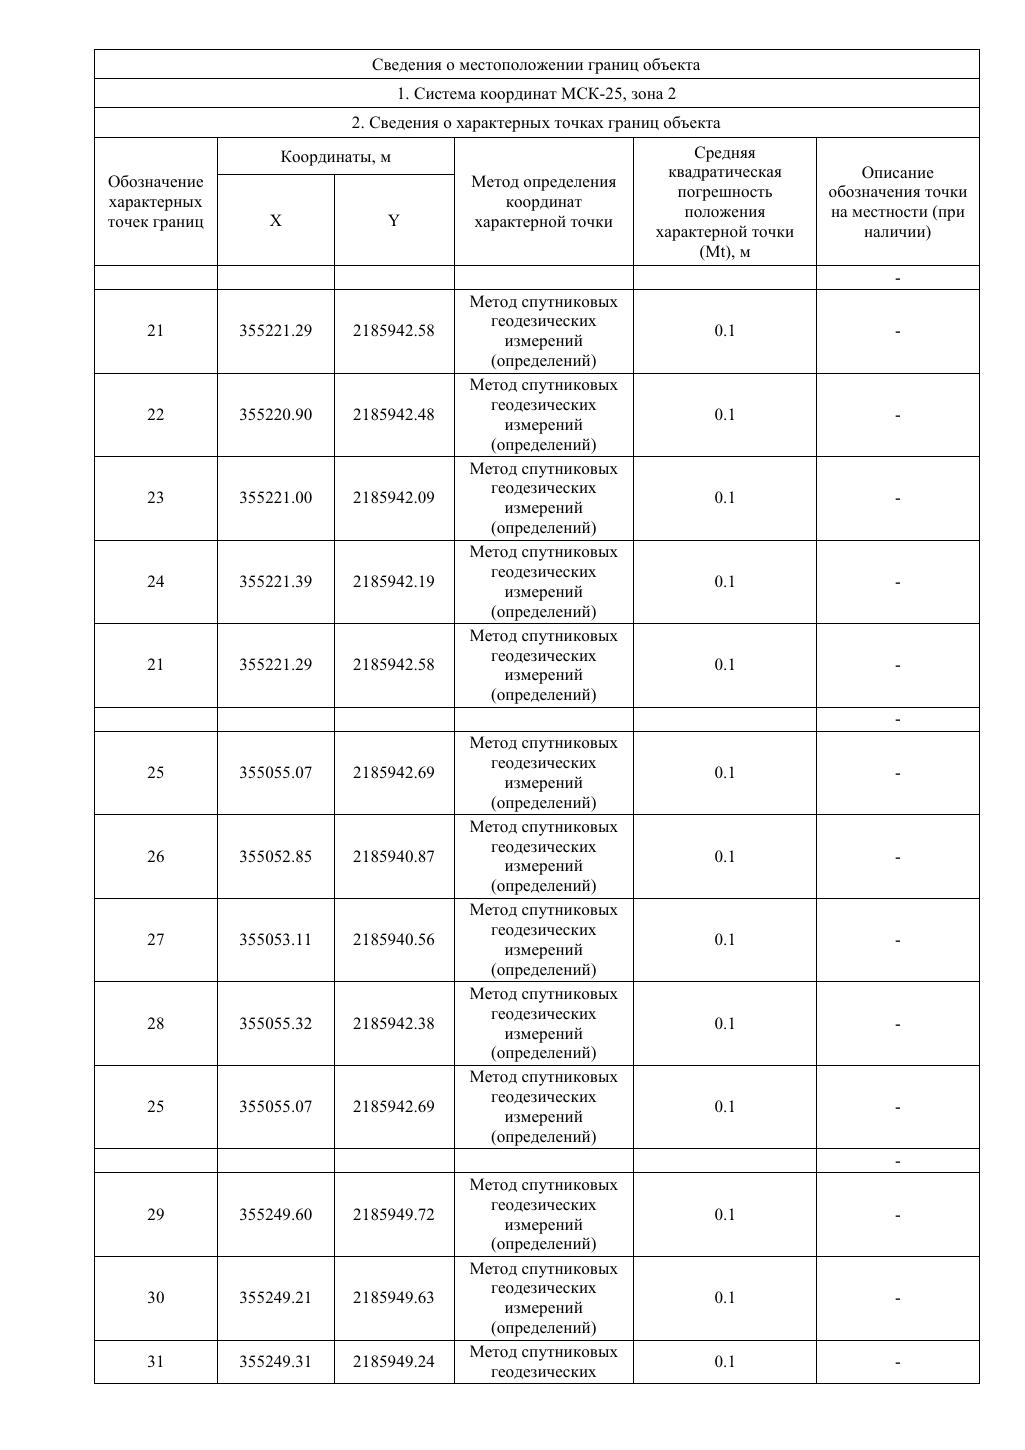 Сведения о местоположении границ объекта
1. Система координат МСК-25, зона 2
2. Сведения о характерных точках границ объекта
Обозначение
характерных
точек границ
Координаты, м
X
Y
Метод определения
координат
характерной точки
Средняя
квадратическая
погрешность
положения
характерной точки
(Mt), м
Описание
обозначения точки
на местности (при
наличии)
-
21 355221.29 2185942.58 Метод спутниковых
геодезических
измерений
(определений) 0.1 -
22 355220.90 2185942.48 Метод спутниковых
геодезических
измерений
(определений) 0.1 -
23 355221.00 2185942.09 Метод спутниковых
геодезических
измерений
(определений) 0.1 -
24 355221.39 2185942.19 Метод спутниковых
геодезических
измерений
(определений) 0.1 -
21 355221.29 2185942.58 Метод спутниковых
геодезических
измерений
(определений) 0.1 -
-
25 355055.07 2185942.69 Метод спутниковых
геодезических
измерений
(определений) 0.1 -
26 355052.85 2185940.87 Метод спутниковых
геодезических
измерений
(определений) 0.1 -
27 355053.11 2185940.56 Метод спутниковых
геодезических
измерений
(определений) 0.1 -
28 355055.32 2185942.38 Метод спутниковых
геодезических
измерений
(определений) 0.1 -
25 355055.07 2185942.69 Метод спутниковых
геодезических
измерений
(определений) 0.1 -
-
29 355249.60 2185949.72 Метод спутниковых
геодезических
измерений
(определений) 0.1 -
30 355249.21 2185949.63 Метод спутниковых
геодезических
измерений
(определений) 0.1 -
31 355249.31 2185949.24 Метод спутниковых
геодезических 0.1 -